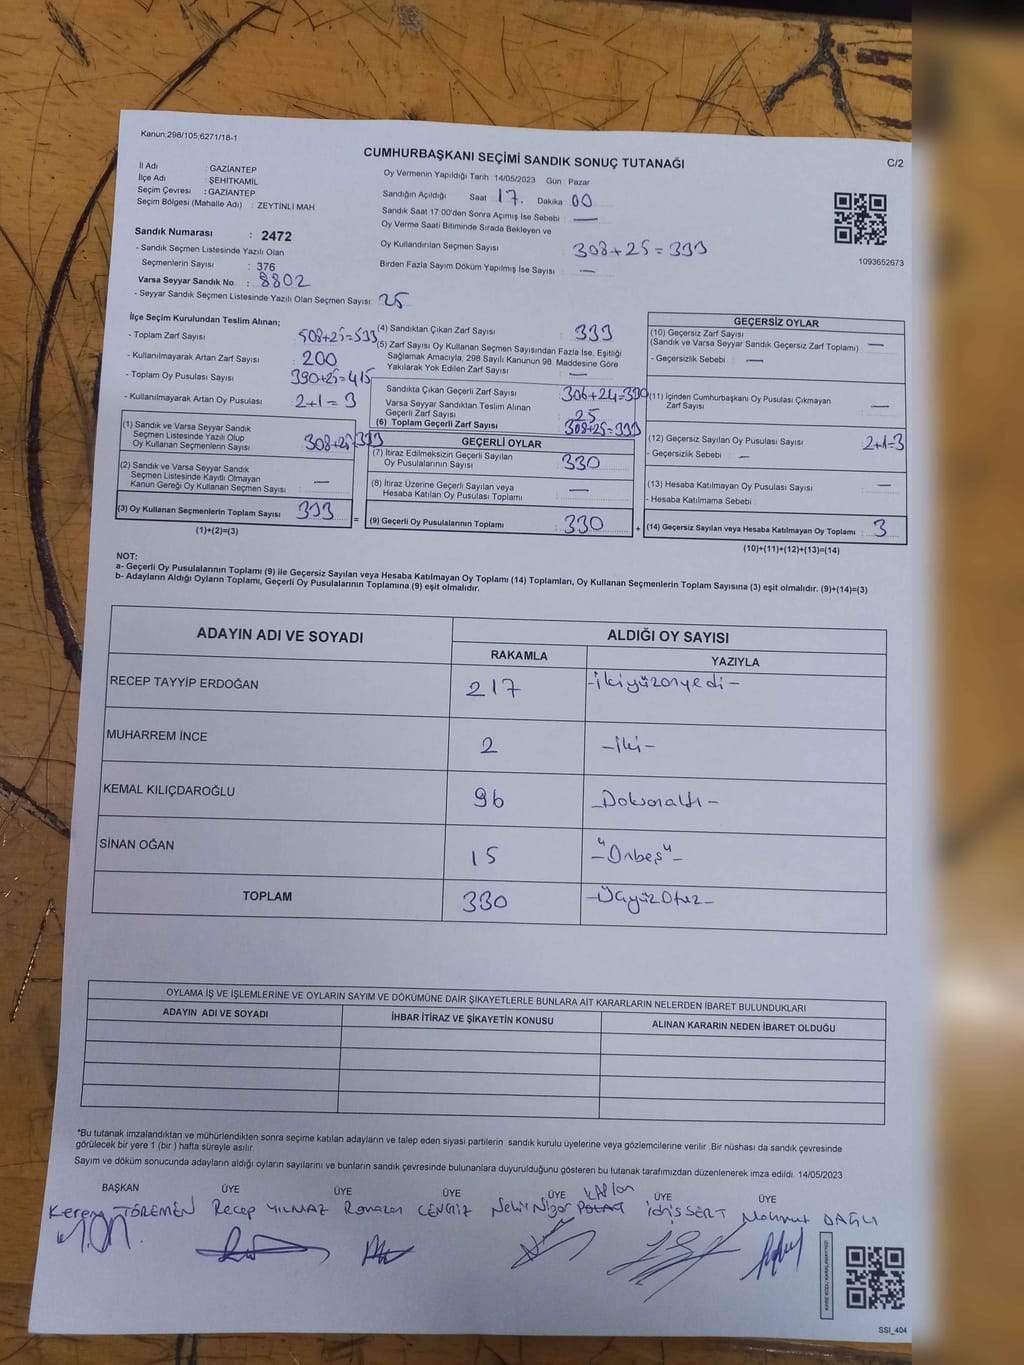 Kanun:298/105,6271/18-1
CUMHURBAŞKANI SEÇİMİ SANDIK SONUÇ TUTANAĞI
C/2
İl Adı : GAZİANTEP
İlçe Adı : ŞEHİTKAMİL
Seçim Çevresi : GAZİANTEP
Seçim Bölgesi (Mahalle Adı) : ZEYTİNLİ MAH.
Oy Vermenin Yapıldığı Tarih :14/05/2023 Gün : Pazar
Sandığın Açıldığı Saat 17. Dakika 00
Sandık Saat 17:00'den Sonra Açımış İse Sebebi : —
Oy Verme Saati Bitiminde Sırada Bekleyen ve
Oy Kullandırılan Seçmen Sayısı : 308+25=333
Birden Fazla Sayım Döküm Yapılmış İse Sayısı : —
1093652673
Sandık Numarası : 2472
- Sandık Seçmen Listesinde Yazılı Olan
Seçmenlerin Sayısı : 376
Varsa Seyyar Sandık No : 8802
- Seyyar Sandık Seçmen Listesinde Yazılı Olan Seçmen Sayısı: 25
İlçe Seçim Kurulundan Teslim Alınan;
- Toplam Zarf Sayısı : 508+25=533
- Kullanılmayarak Artan Zarf Sayısı : 200
- Toplam Oy Pusulası Sayısı : 390+25=415
- Kullanılmayarak Artan Oy Pusulası : 2+1=3
(1) Sandık ve Varsa Seyyar Sandık
Seçmen Listesinde Yazılı Olup
Oy Kullanan Seçmenlerin Sayısı : 308+25=333
(2) Sandık ve Varsa Seyyar Sandık
Seçmen Listesinde Kayıtlı Olmayan
Kanun Gereği Oy Kullanan Seçmen Sayısı : —
(3) Oy Kullanan Seçmenlerin Toplam Sayısı : 333
(1)+(2)=(3)
(4) Sandıktan Çıkan Zarf Sayısı : 333
(5) Zarf Sayısı Oy Kullanan Seçmen Sayısından Fazla İse, Eşitliği
Sağlamak Amacıyla, 298 Sayılı Kanunun 98. Maddesine Göre
Yakılarak Yok Edilen Zarf Sayısı : —
Sandıkta Çıkan Geçerli Zarf Sayısı : 306+24=330
Varsa Seyyar Sandıktan Teslim Alınan
Geçerli Zarf Sayısı : 25
(6) Toplam Geçerli Zarf Sayısı : 308+25=333
GEÇERLİ OYLAR
(7) İtiraz Edilmeksizin Geçerli Sayılan
Oy Pusulalarının Sayısı : 330
(8) İtiraz Üzerine Geçerli Sayılan veya
Hesaba Katılan Oy Pusulası Toplamı : —
= (9) Geçerli Oy Pusulalarının Toplamı : 330
GEÇERSİZ OYLAR
(10) Geçersiz Zarf Sayısı
(Sandık ve Varsa Seyyar Sandık Geçersiz Zarf Toplamı) : —
- Geçersizlik Sebebi : —
(11) İçinden Cumhurbaşkanı Oy Pusulası Çıkmayan
Zarf Sayısı : —
(12) Geçersiz Sayılan Oy Pusulası Sayısı : 2+1=3
- Geçersizlik Sebebi : —
(13) Hesaba Katılmayan Oy Pusulası Sayısı : —
- Hesaba Katılmama Sebebi :
+ (14) Geçersiz Sayılan veya Hesaba Katılmayan Oy Toplamı : 3
(10)+(11)+(12)+(13)=(14)
NOT:
a- Geçerli Oy Pusulalarının Toplamı (9) ile Geçersiz Sayılan veya Hesaba Katılmayan Oy Toplamı (14) Toplamları, Oy Kullanan Seçmenlerin Toplam Sayısına (3) eşit olmalıdır. (9)+(14)=(3)
b- Adayların Aldığı Oyların Toplamı, Geçerli Oy Pusulalarının Toplamına (9) eşit olmalıdır.
ADAYIN ADI VE SOYADI
ALDIĞI OY SAYISI
RAKAMLA
YAZIYLA
RECEP TAYYİP ERDOĞAN 217 -ikiyüzonyedi-
MUHARREM İNCE 2 -iki-
KEMAL KILIÇDAROĞLU 96 -Doksanaltı-
SİNAN OĞAN 15 -"Onbeş"-
TOPLAM 330 -Üçyüzotuz-
OYLAMA İŞ VE İŞLEMLERİNE VE OYLARIN SAYIM VE DÖKÜMÜNE DAİR ŞİKAYETLERLE BUNLARA AİT KARARLARIN NELERDEN İBARET BULUNDUKLARI
ADAYIN ADI VE SOYADI
İHBAR İTİRAZ VE ŞİKAYETİN KONUSU
ALINAN KARARIN NEDEN İBARET OLDUĞU
*Bu tutanak imzalandıktan ve mühürlendikten sonra seçime katılan adayların ve talep eden siyasi partilerin sandık kurulu üyelerine veya gözlemcilerine verilir .Bir nüshası da sandık çevresinde
görülecek bir yere 1 (bir ) hafta süreyle asılır.
Sayım ve döküm sonucunda adayların aldığı oyların sayılarını ve bunların sandık çevresinde bulunanlara duyurulduğunu gösteren bu tutanak tarafımızdan düzenlenerek imza edildi. 14/05/2023
BAŞKAN ÜYE ÜYE ÜYE ÜYE ÜYE ÜYE
Kerem TÖREMEN Recep YILMAZ Ramazan CENGİZ Kaplan idris SERT Mahmut DAĞLI
SSI_404